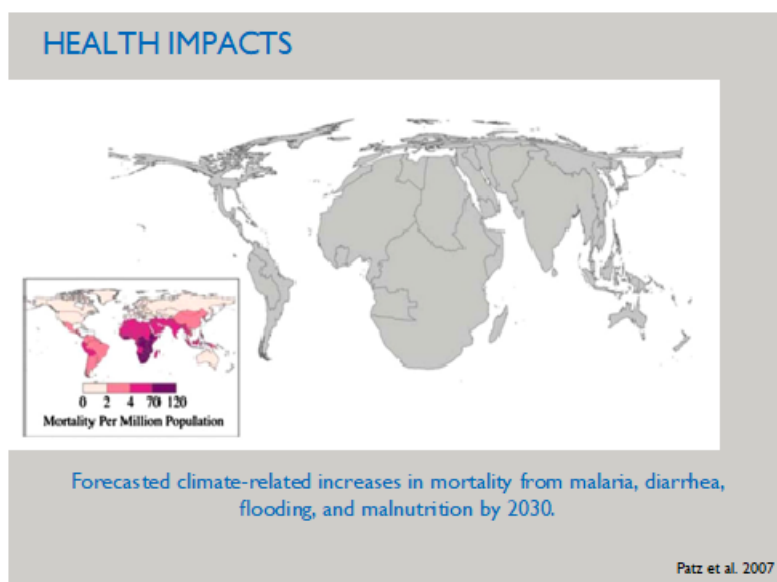 HEALTH IMPACTS
0 2 4 70 120
Mortality Per Million Population
Forecasted climate-related increases in mortality from malaria, diarrhea,
flooding, and malnutrition by 2030.
Patz et al. 2007